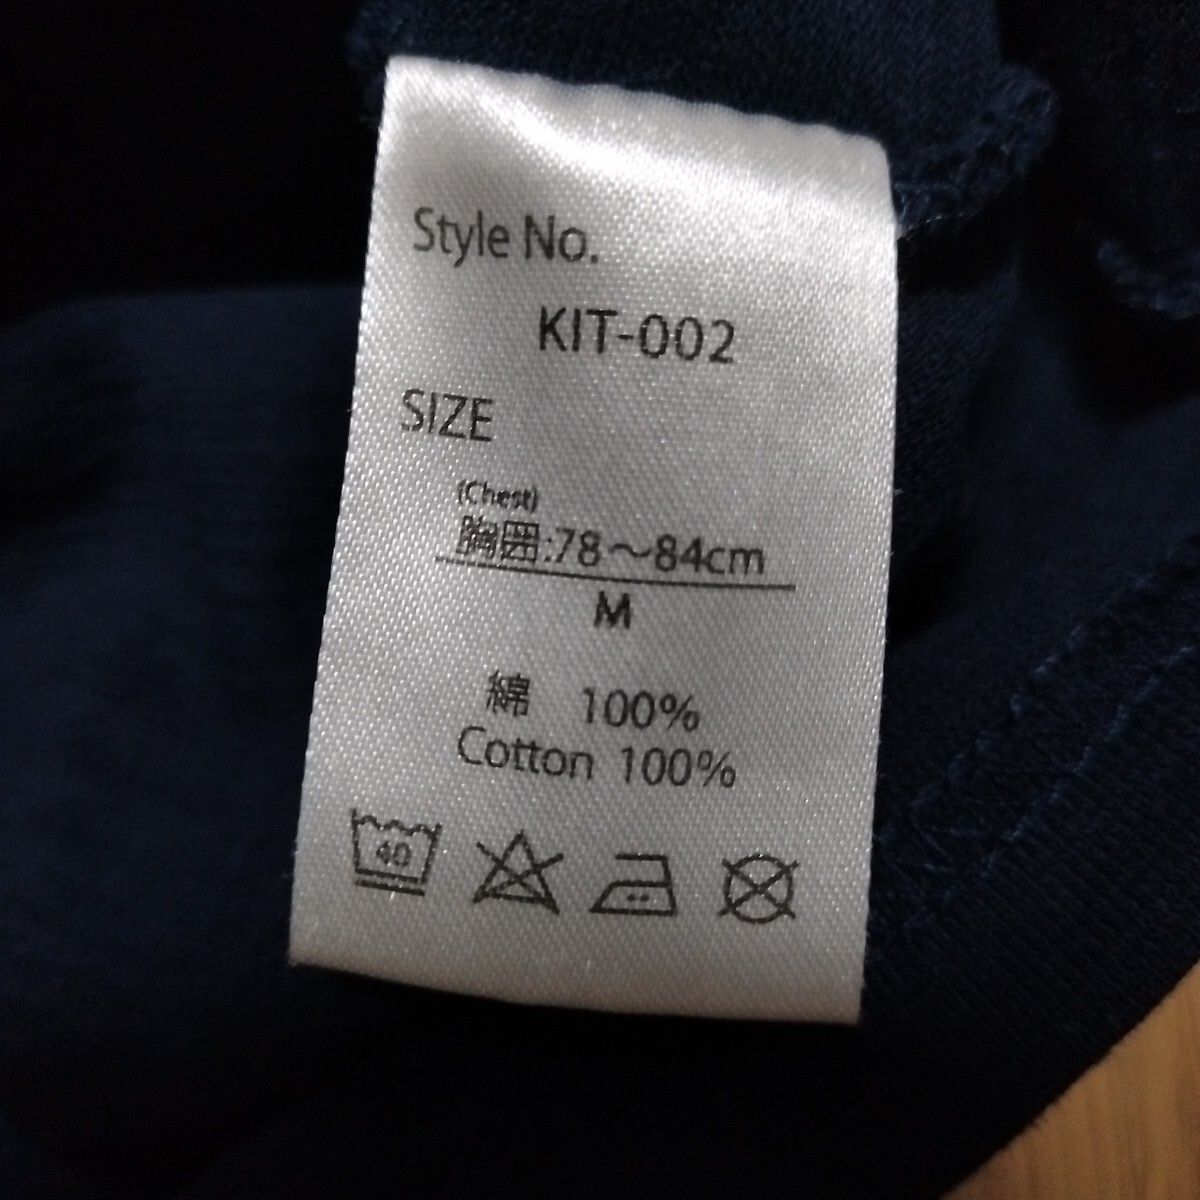 Style No.
KIT-002
SIZE
(Chest)
胸囲:78～84cm
M
綿 100%
Cotton 100%
40